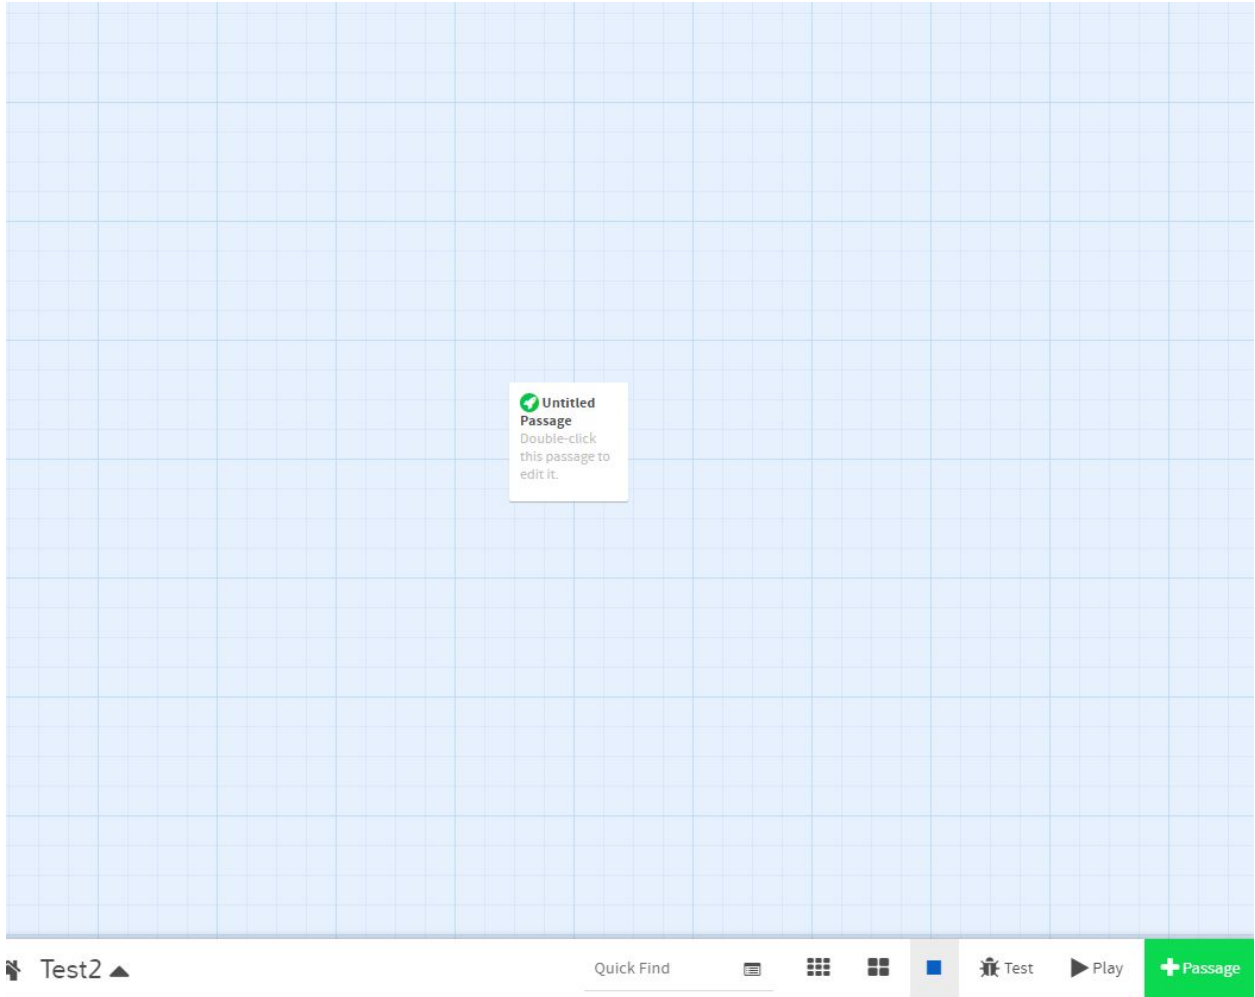 Untitled
Passage
Double-click
this passage to
edit it.
Test2
Quick Find
Test
Play
Passage